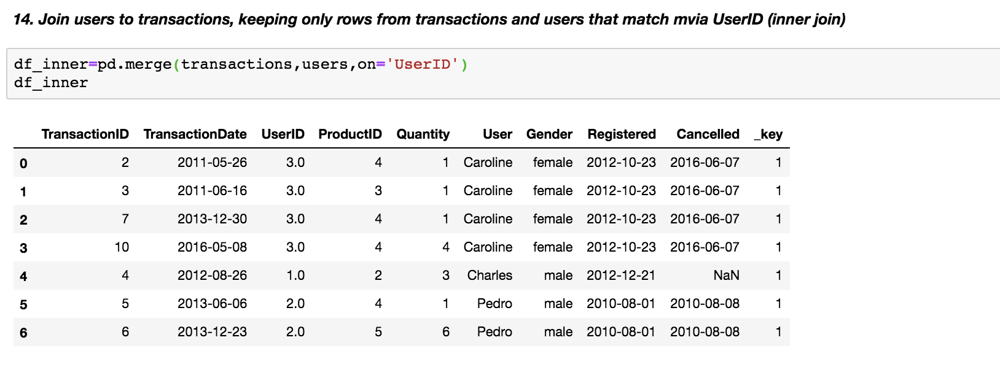 14. Join users to transactions, keeping only rows from transactions and users that match mvia UserID (inner join)
df_inner=pd.merge(transactions,users,on='UserID')
df_inner
TransactionID TransactionDate UserID ProductID Quantity User Gender Registered Cancelled _key
0 2 2011-05-26 3.0 4 1 Caroline female 2012-10-23 2016-06-07 1
1 3 2011-06-16 3.0 3 1 Caroline female 2012-10-23 2016-06-07 1
2 7 2013-12-30 3.0 4 1 Caroline female 2012-10-23 2016-06-07 1
3 10 2016-05-08 3.0 4 4 Caroline female 2012-10-23 2016-06-07 1
4 4 2012-08-26 1.0 2 3 Charles male 2012-12-21 NaN 1
5 5 2013-06-06 2.0 4 1 Pedro male 2010-08-01 2010-08-08 1
6 6 2013-12-23 2.0 5 6 Pedro male 2010-08-01 2010-08-08 1